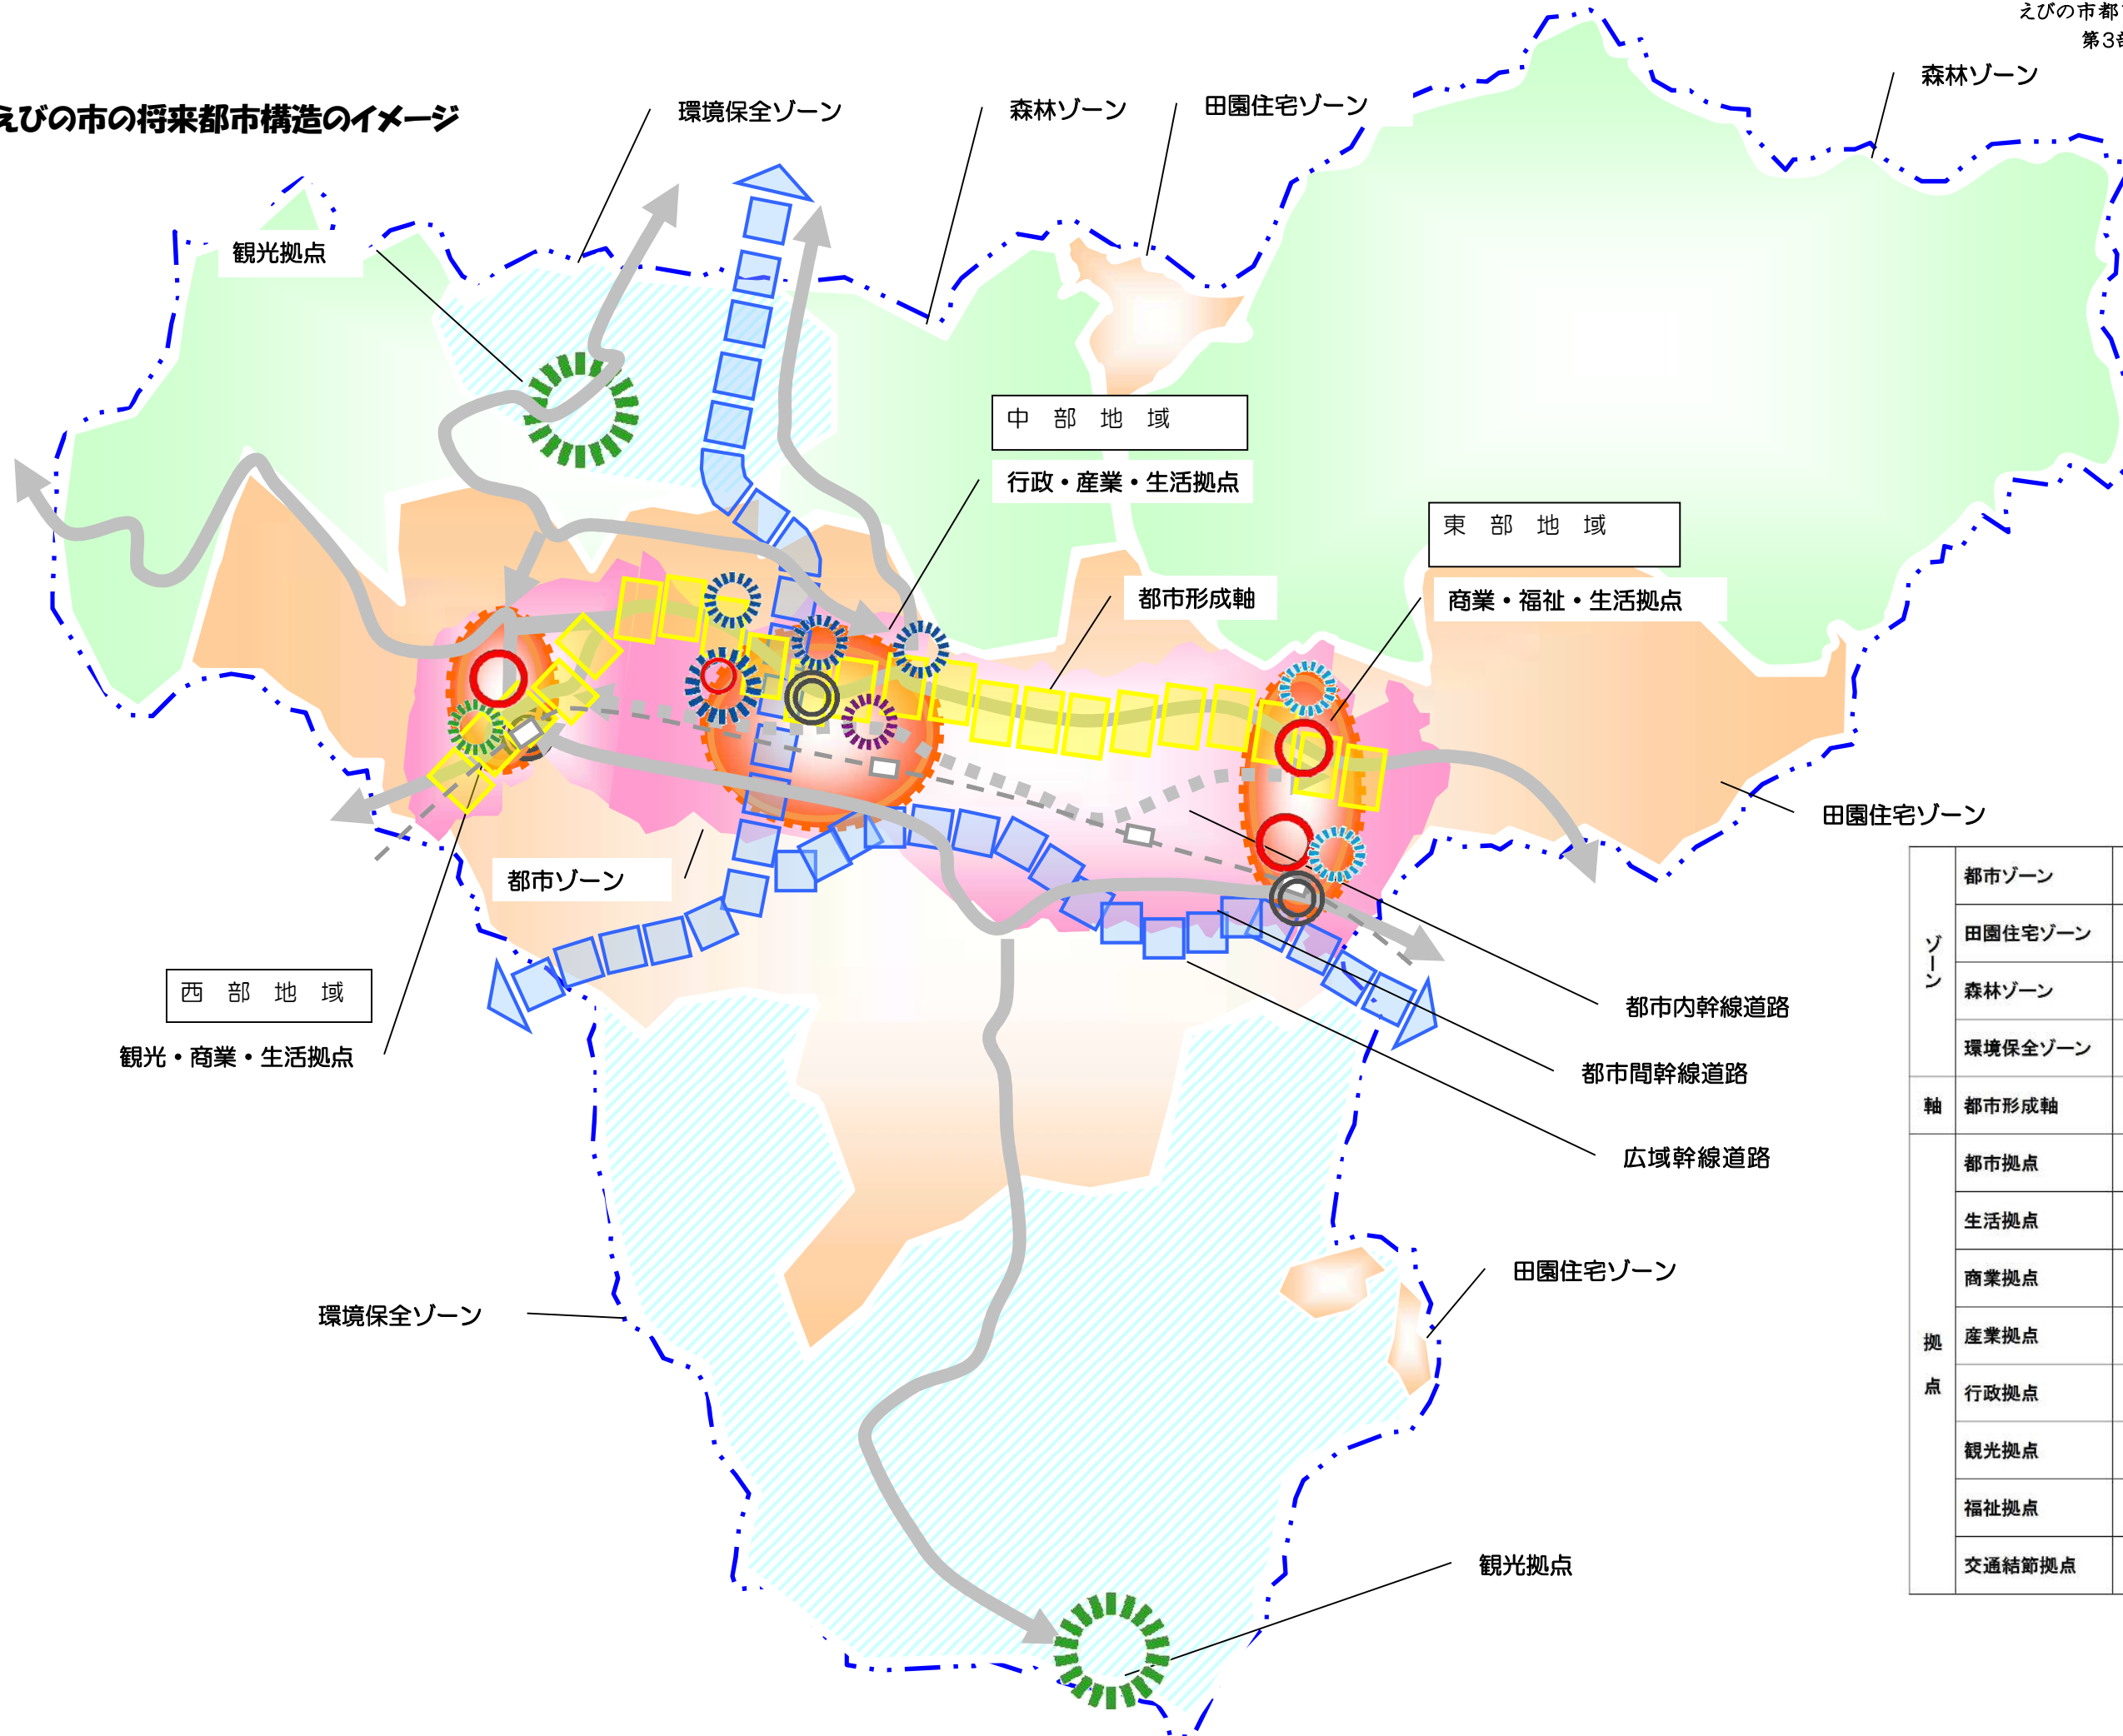 えびの市都
第3部
えびの市の将来都市構造のイメージ
環境保全ゾーン
森林ゾーン
田園住宅ゾーン
森林ゾーン
観光拠点
中部地域
行政・産業・生活拠点
東部地域
商業・福祉・生活拠点
都市形成軸
田園住宅ゾーン
都市ゾーン
西部地域
観光・商業・生活拠点
都市内幹線道路
都市間幹線道路
広域幹線道路
田園住宅ゾーン
環境保全ゾーン
観光拠点
ゾーン
都市ゾーン
田園住宅ゾーン
森林ゾーン
環境保全ゾーン
軸
都市形成軸
拠点
都市拠点
生活拠点
商業拠点
産業拠点
行政拠点
観光拠点
福祉拠点
交通結節拠点